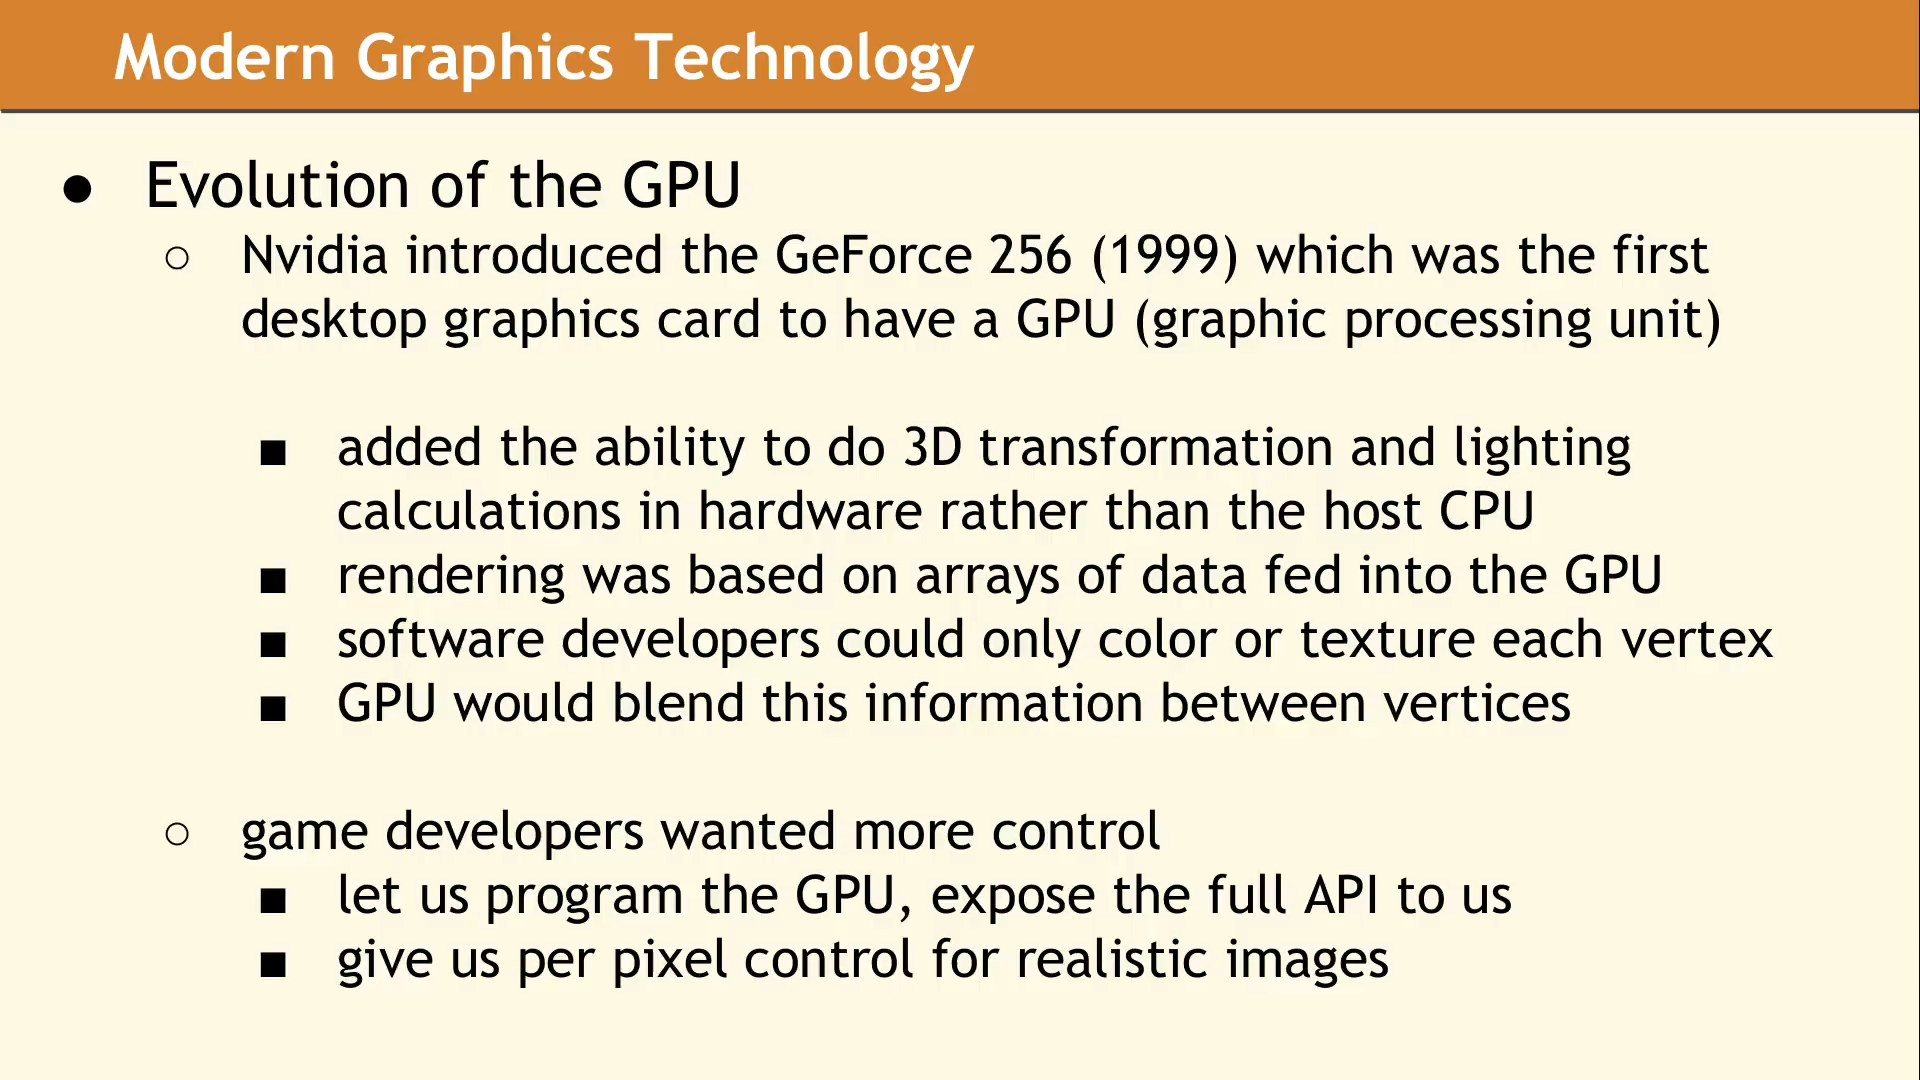 Modern Graphics Technology
● Evolution of the GPU
○ Nvidia introduced the GeForce 256 (1999) which was the first
desktop graphics card to have a GPU (graphic processing unit)
■ added the ability to do 3D transformation and lighting
calculations in hardware rather than the host CPU
■ rendering was based on arrays of data fed into the GPU
■ software developers could only color or texture each vertex
■ GPU would blend this information between vertices
○ game developers wanted more control
■ let us program the GPU, expose the full API to us
■ give us per pixel control for realistic images